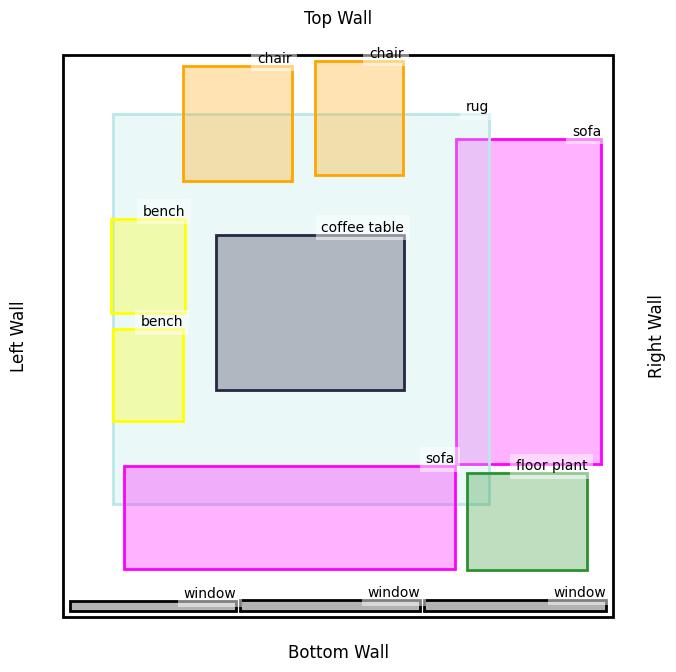 Top Wall
chair
chair
rug
sofa
bench
coffee table
bench
sofa
floor plant
window
window
window
Left Wall
Right Wall
Bottom Wall